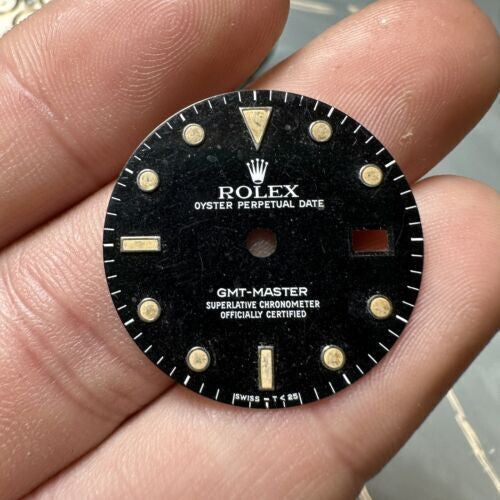 ROLEX
OYSTER PERPETUAL DATE
GMT-MASTER
SUPERLATIVE CHRONOMETER
OFFICIALLY CERTIFIED
SWISS - T < 25